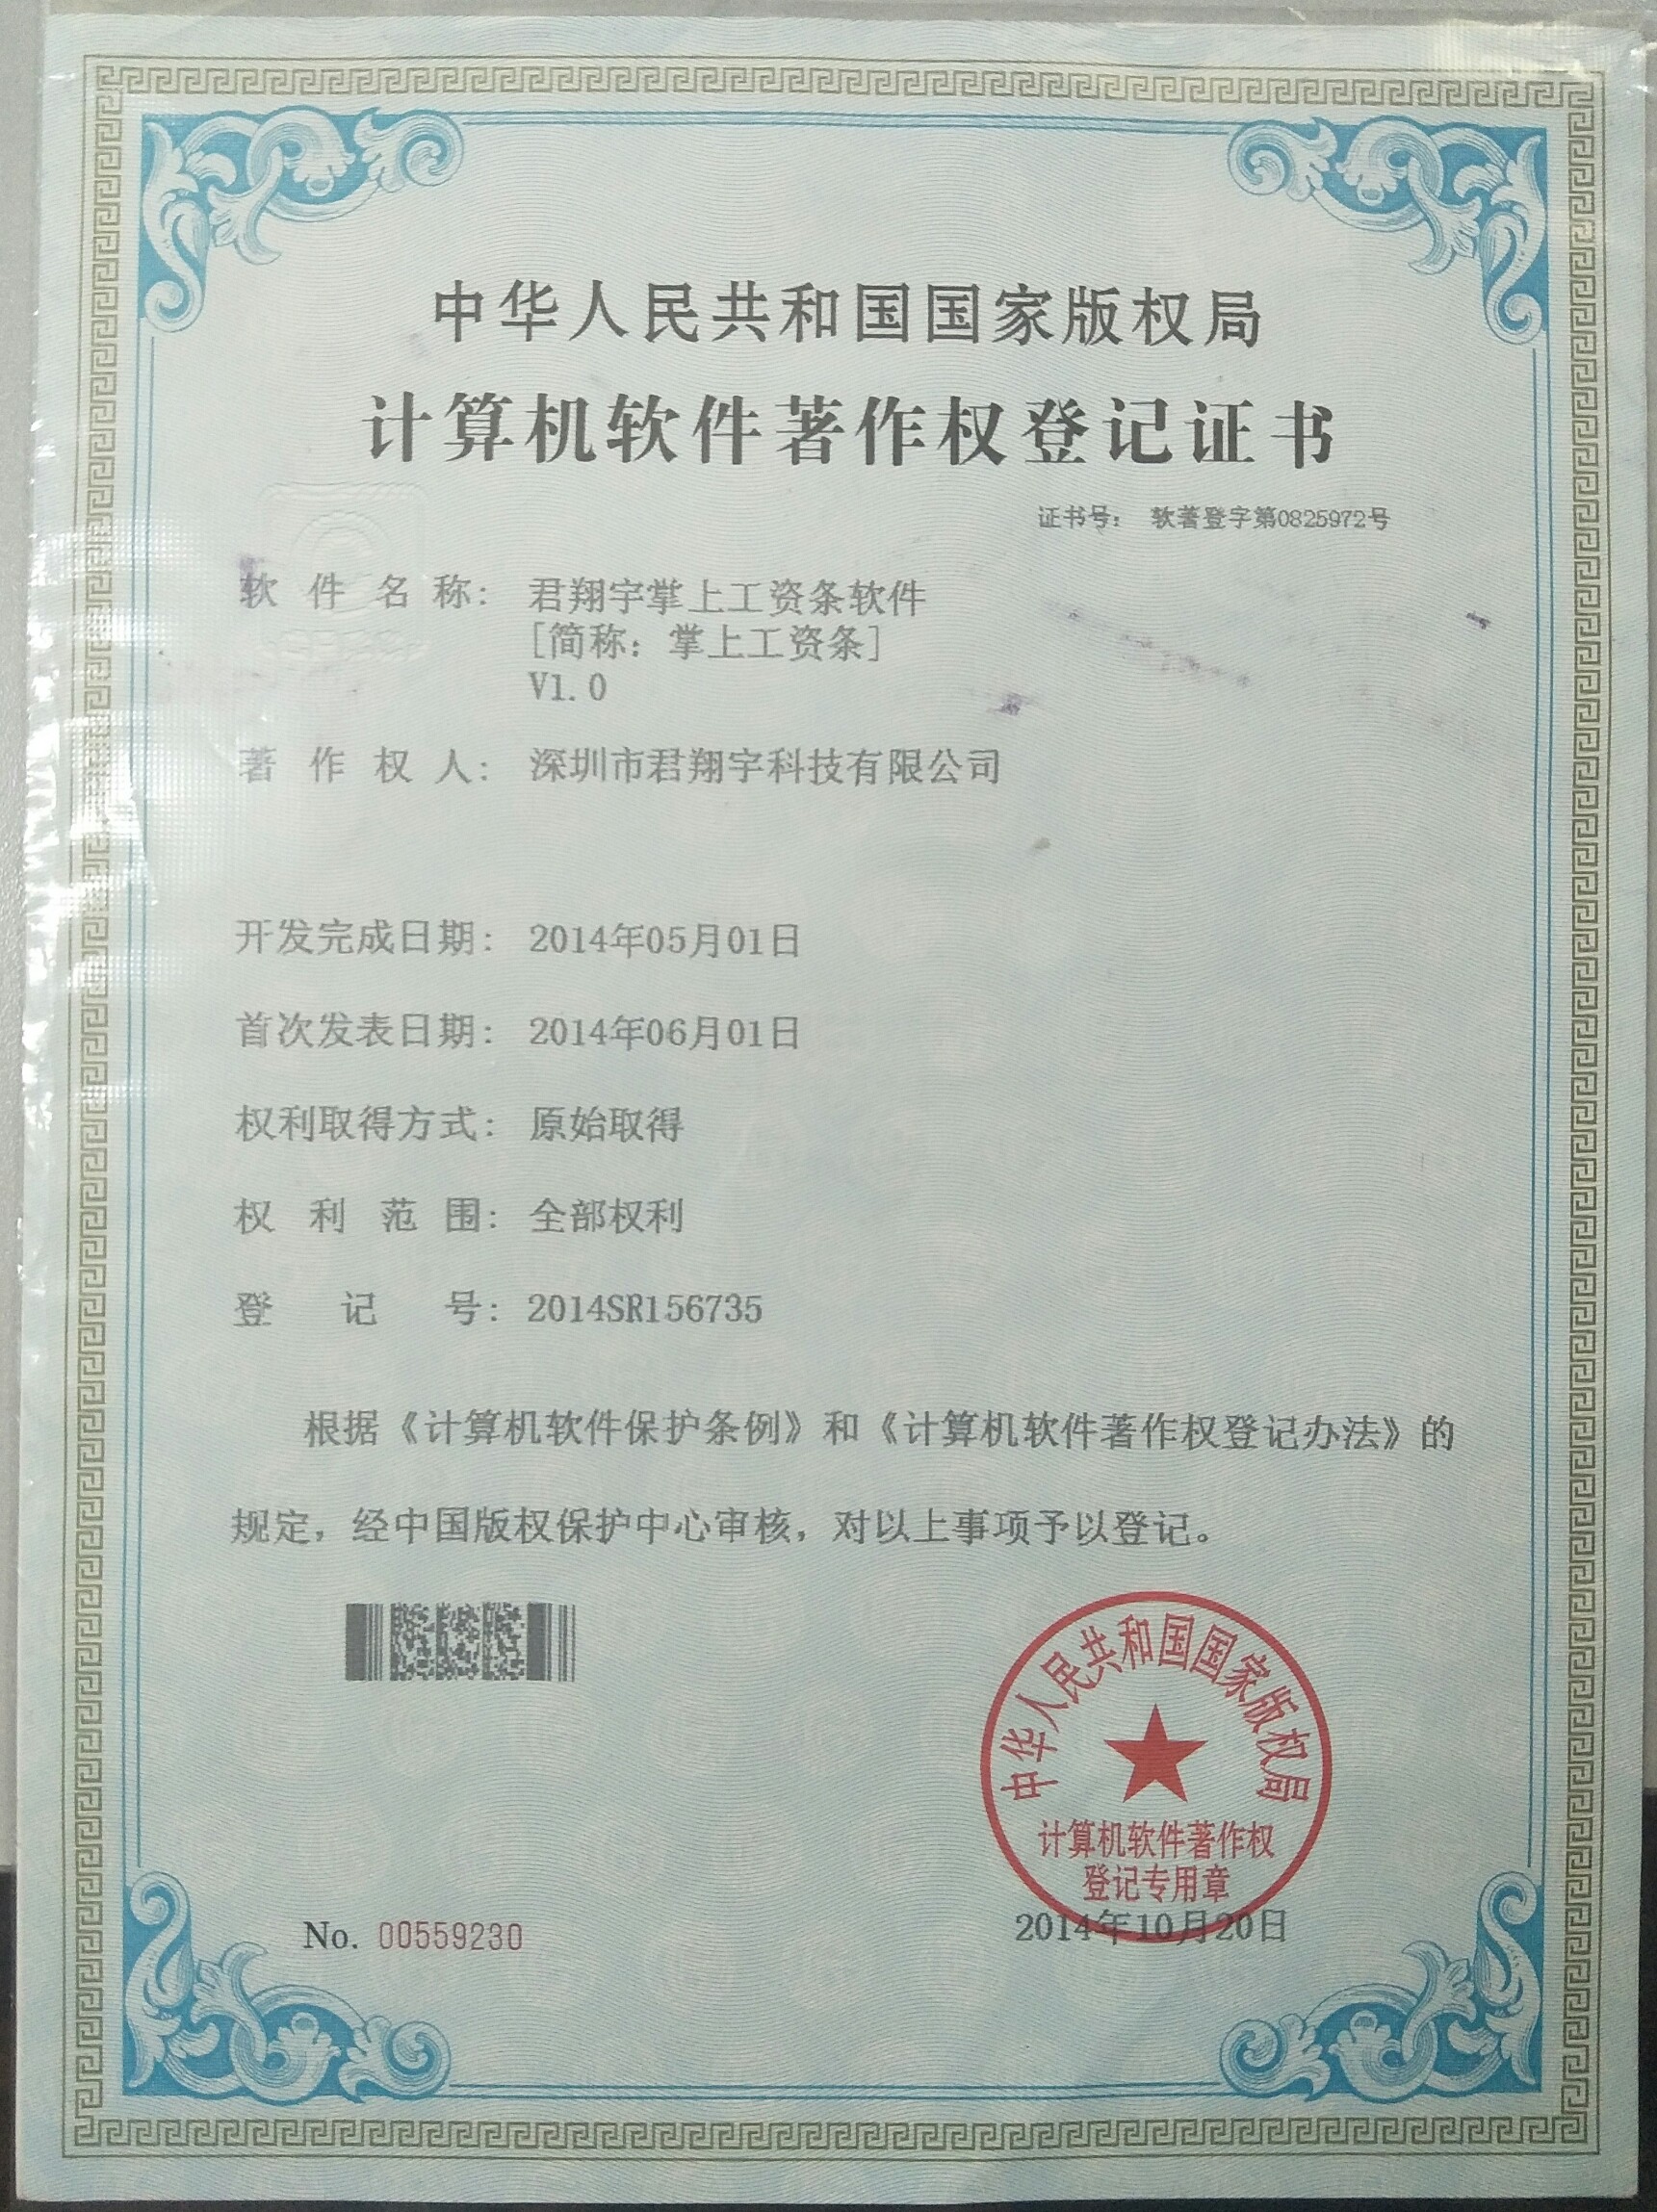 中华人民共和国国家版权局
计算机软件著作权登记证书
证书号： 软著登字第0825972号
软件名称： 君翔宇掌上工资条软件
[简称：掌上工资条]
V1.0
著作权人： 深圳市君翔宇科技有限公司
开发完成日期： 2014年05月01日
首次发表日期： 2014年06月01日
权利取得方式： 原始取得
权利范围： 全部权利
登记号： 2014SR156735
根据《计算机软件保护条例》和《计算机软件著作权登记办法》的
规定，经中国版权保护中心审核，对以上事项予以登记。
中华人民共和国国家版权局
计算机软件著作权
登记专用章
2014年10月20日
No. 00559230